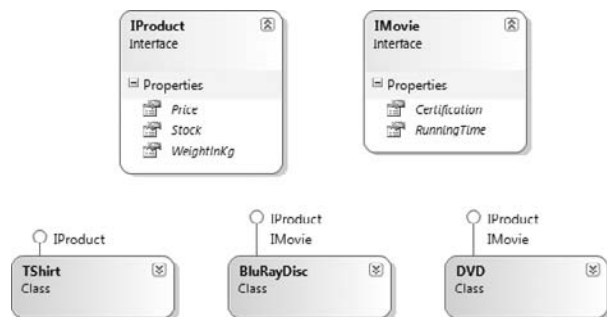 IProduct
Interface
Properties
Price
Stock
WeightInKg
IMovie
Interface
Properties
Certification
RunningTime
IProduct
TShirt
Class
IProduct
IMovie
BluRayDisc
Class
IProduct
IMovie
DVD
Class